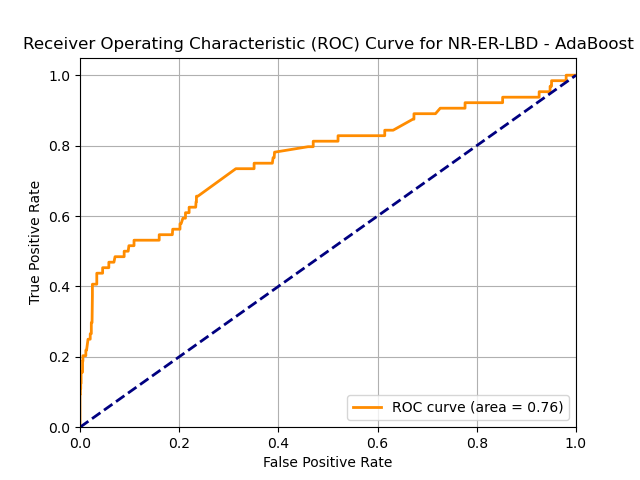 Receiver Operating Characteristic (ROC) Curve for NR-ER-LBD - AdaBoost
1.0
0.8
0.6
0.4
0.2
0.0
True Positive Rate
ROC curve (area = 0.76)
0.0 0.2 0.4 0.6 0.8 1.0
False Positive Rate